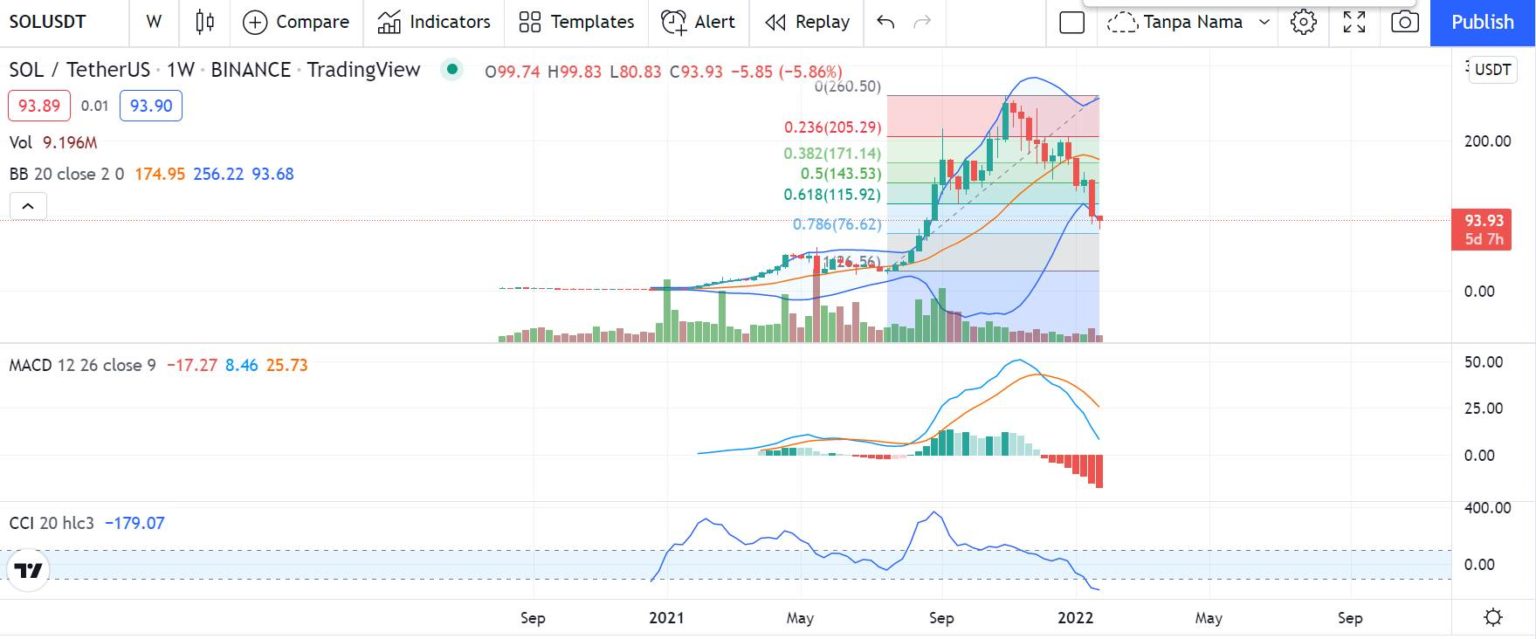 SOLUSDT W Compare Indicators Templates Alert Replay Tanpa Nama Publish
SOL / TetherUS · 1W · BINANCE · TradingView O99.74 H99.83 L80.83 C93.93 −5.85 (−5.86%)
USDT
93.89 0.01 93.90
Vol 9.196M
BB 20 close 2 0 174.95 256.22 93.68
0(260.50)
0.236(205.29)
0.382(171.14)
0.5(143.53)
0.618(115.92)
0.786(76.62)
1(26.56)
200.00
93.93
5d 7h
0.00
MACD 12 26 close 9 −17.27 8.46 25.73
50.00
25.00
0.00
CCI 20 hlc3 −179.07
400.00
0.00
Sep 2021 May Sep 2022 May Sep